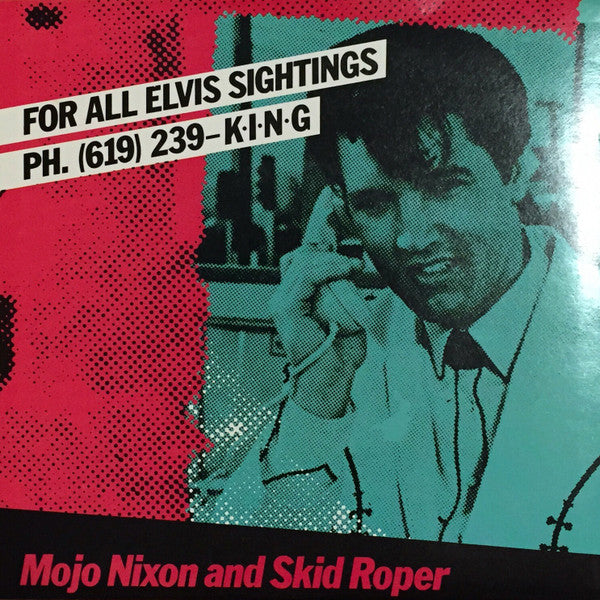 FOR ALL ELVIS SIGHTINGS
PH. (619) 239–K·I·N·G
Mojo Nixon and Skid Roper